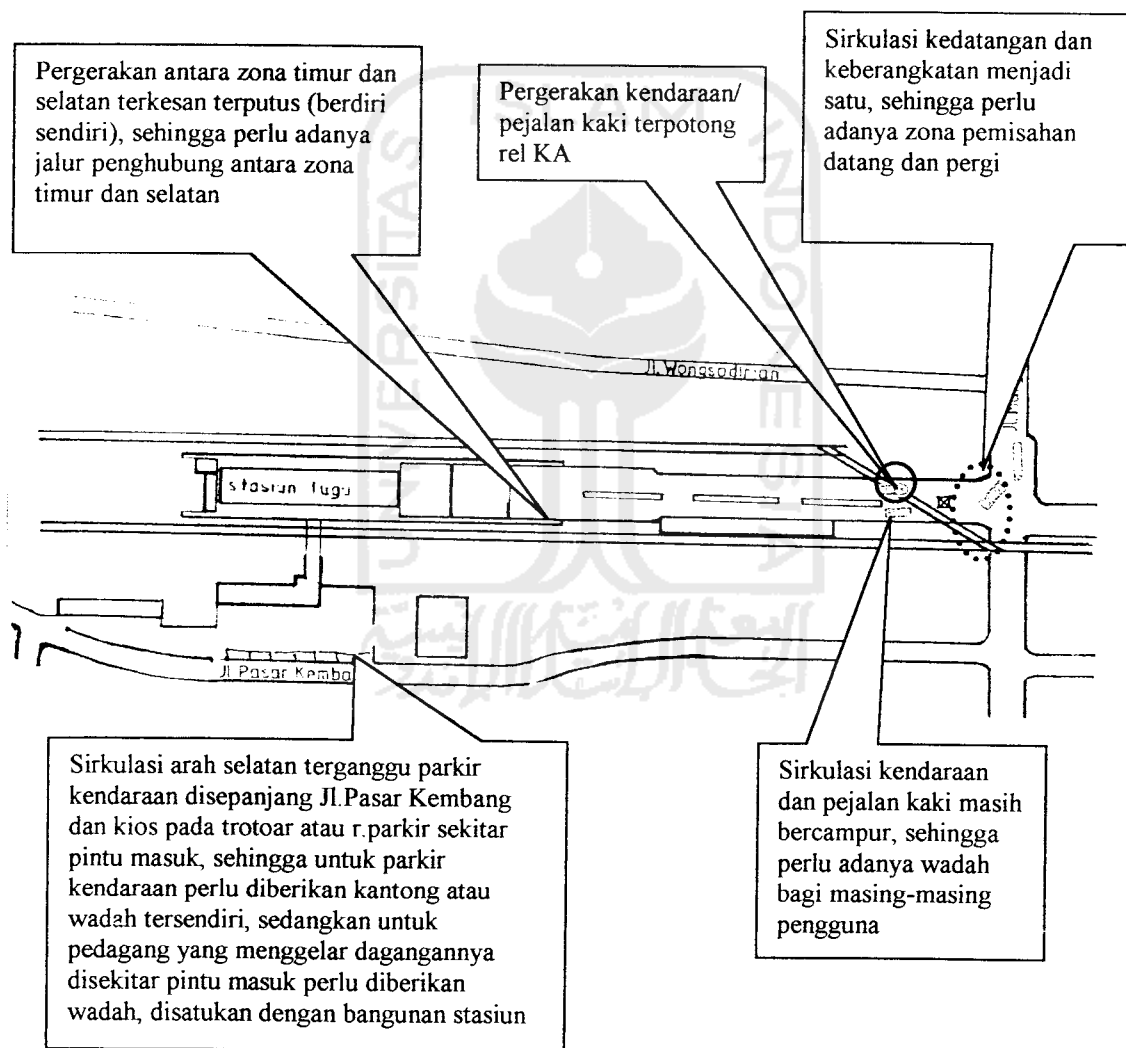 Pergerakan antara zona timur dan
selatan terkesan terputus (berdiri
sendiri), sehingga perlu adanya
jalur penghubung antara zona
timur dan selatan
Pergerakan kendaraan/
pejalan kaki terpotong
rel KA
Sirkulasi kedatangan dan
keberangkatan menjadi
satu, sehingga perlu
adanya zona pemisahan
datang dan pergi
Jl. Wongsodirjan
stasiun Tugu
Jl Pasar Kemba
Sirkulasi arah selatan terganggu parkir
kendaraan disepanjang Jl.Pasar Kembang
dan kios pada trotoar atau r.parkir sekitar
pintu masuk, sehingga untuk parkir
kendaraan perlu diberikan kantong atau
wadah tersendiri, sedangkan untuk
pedagang yang menggelar dagangannya
disekitar pintu masuk perlu diberikan
wadah, disatukan dengan bangunan stasiun
Sirkulasi kendaraan
dan pejalan kaki masih
bercampur, sehingga
perlu adanya wadah
bagi masing-masing
pengguna
UNIVERSITAS
ISLAM
INDONESIA